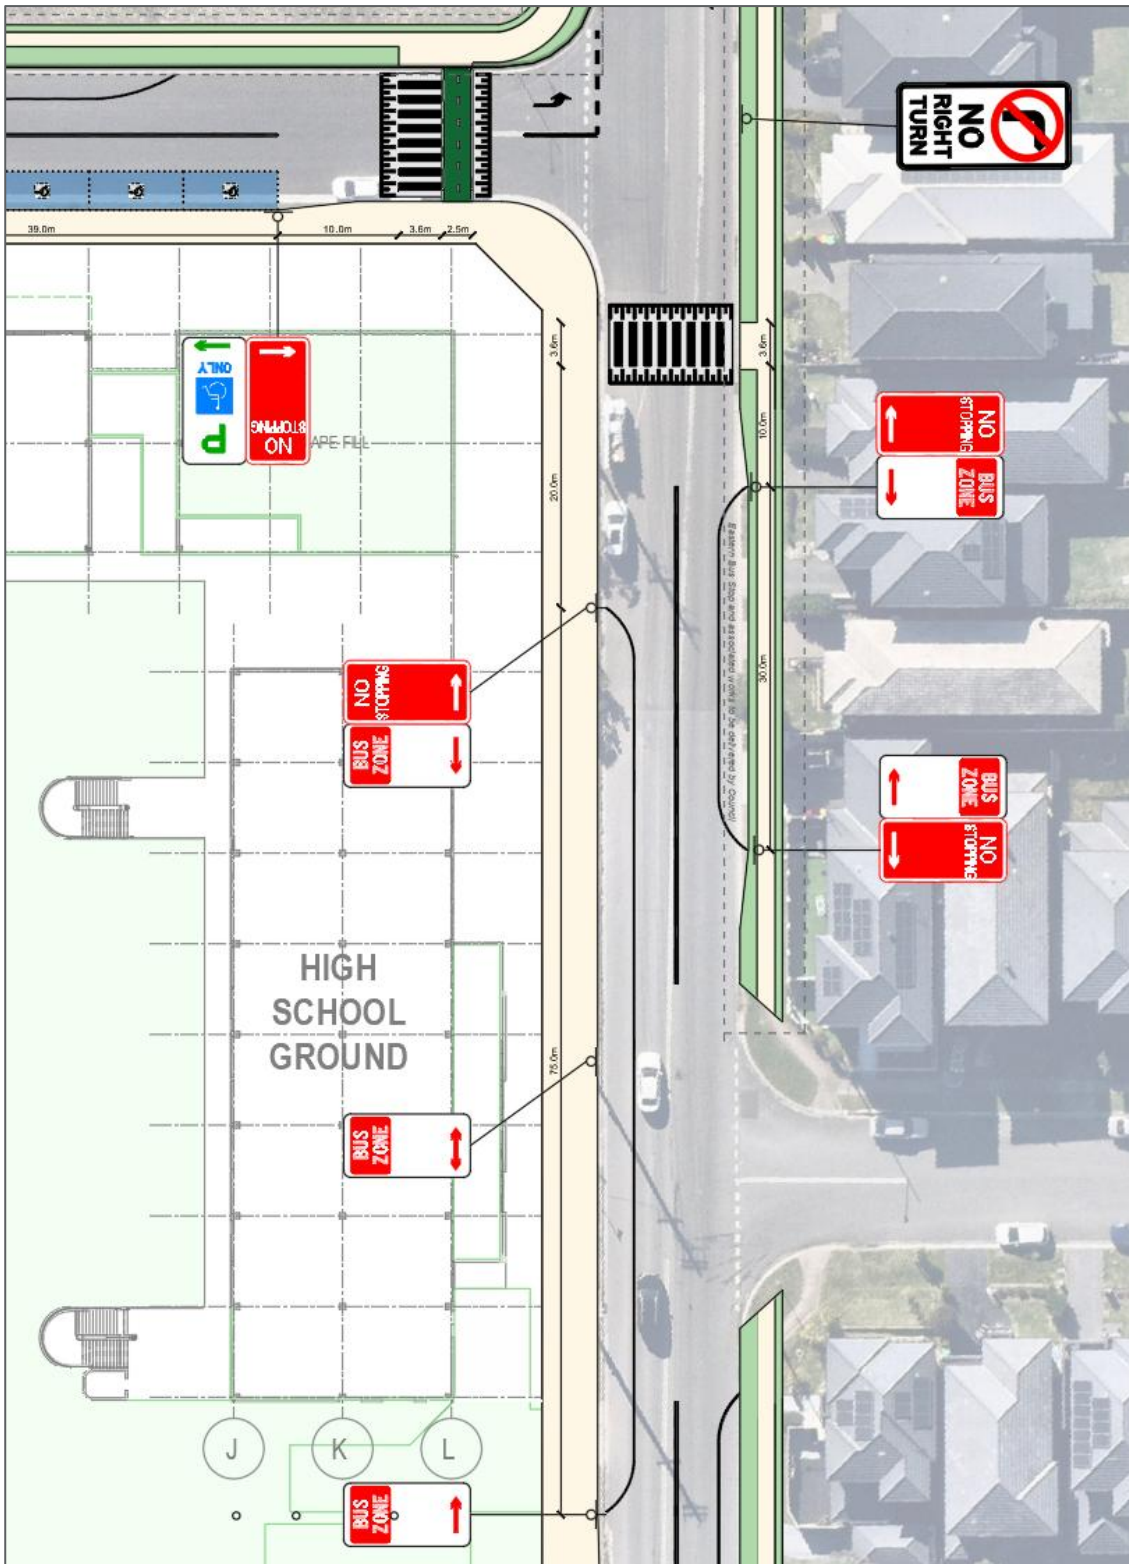 NO
RIGHT
TURN
39.0m
10.0m
3.6m
2.5m
ONLY
P
NO
STOPPING
APE FILL
3.6m
20.0m
3.6m
10.0m
NO
STOPPING
BUS
ZONE
Eastern Bus Stop and associated works to be delivered by Council
30.0m
NO
STOPPING
BUS
ZONE
BUS
ZONE
NO
STOPPING
HIGH
SCHOOL
GROUND
75.0m
BUS
ZONE
J
K
L
BUS
ZONE